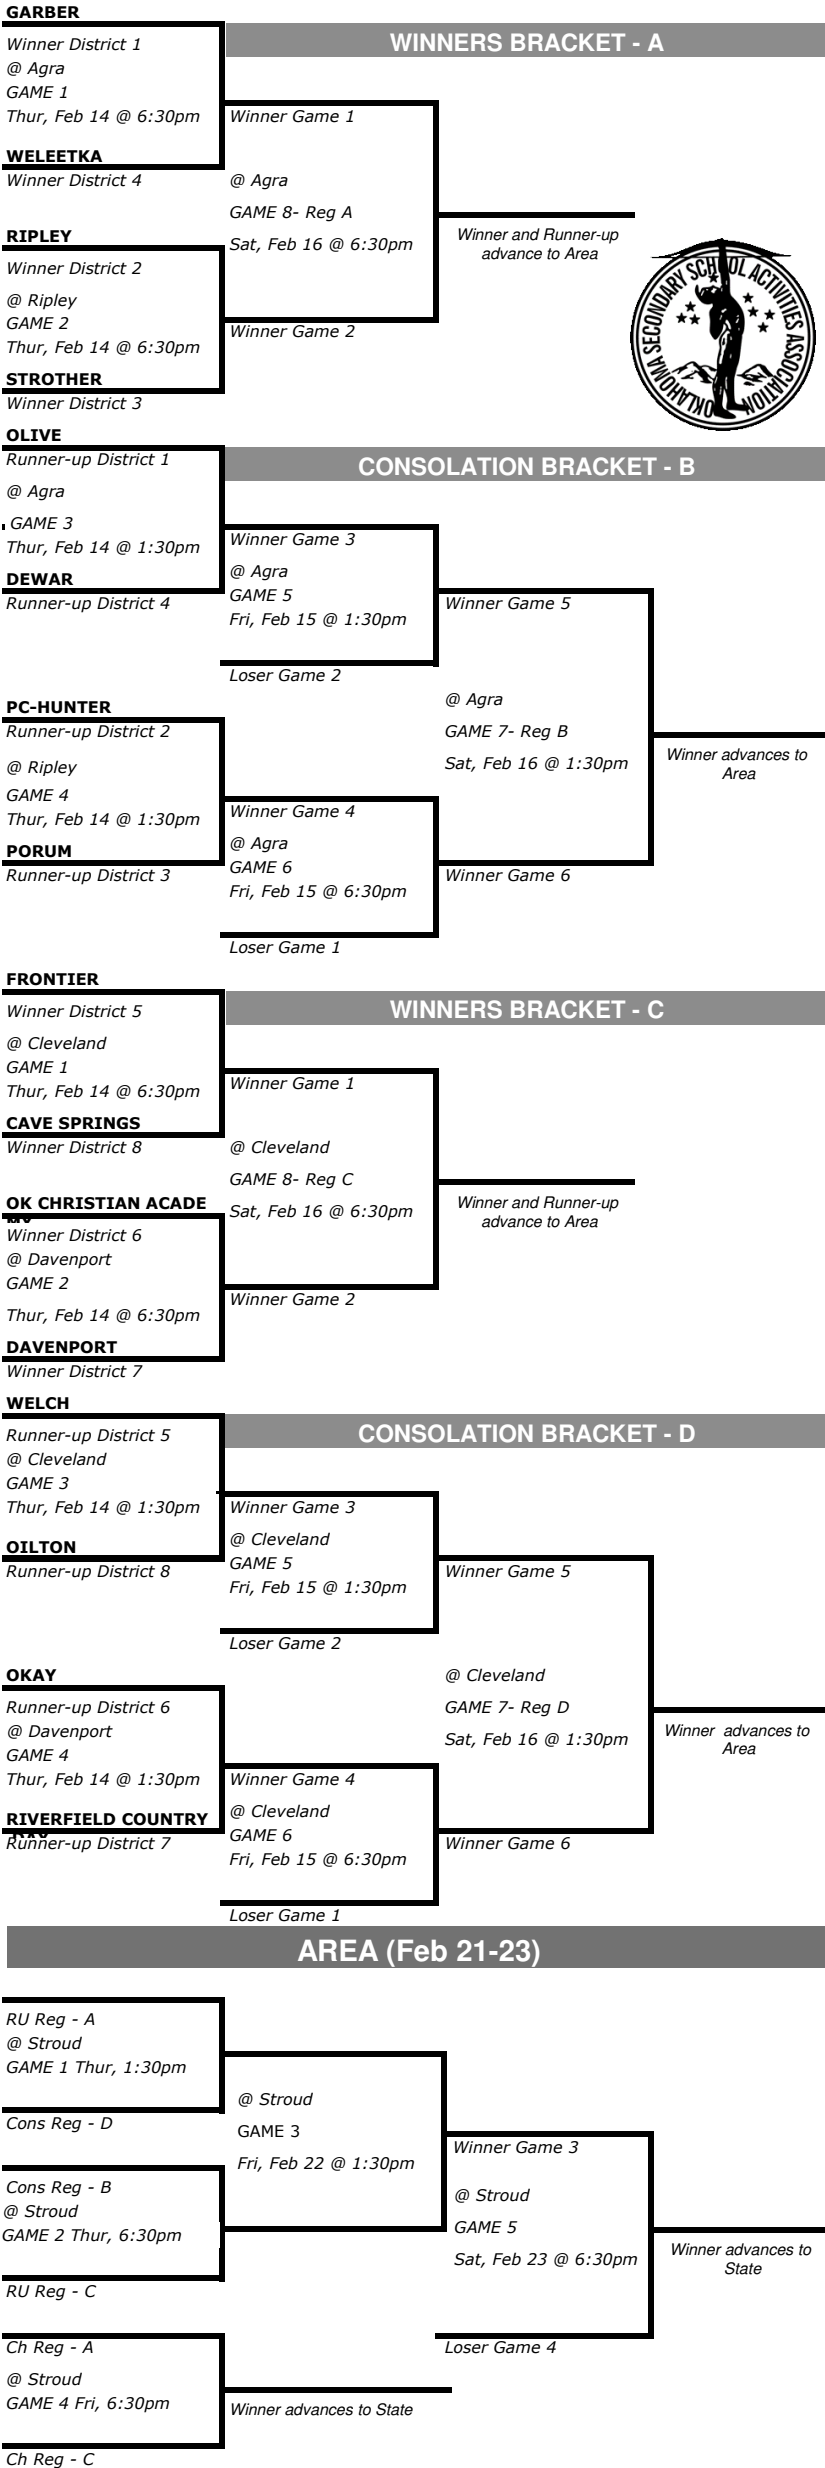 GARBER
Winner District 1
WINNERS BRACKET - A
@ Agra
GAME 1
Thur, Feb 14 @ 6:30pm
Winner Game 1
WELEETKA
Winner District 4
@ Agra
GAME 8- Reg A
Sat, Feb 16 @ 6:30pm
Winner and Runner-up
advance to Area
RIPLEY
Winner District 2
@ Ripley
GAME 2
Thur, Feb 14 @ 6:30pm
Winner Game 2
STROTHER
Winner District 3
OKLAHOMA SECONDARY SCHOOL ACTIVITIES ASSOCIATION
OLIVE
Runner-up District 1
CONSOLATION BRACKET - B
@ Agra
GAME 3
Thur, Feb 14 @ 1:30pm
Winner Game 3
@ Agra
GAME 5
Fri, Feb 15 @ 1:30pm
DEWAR
Runner-up District 4
Winner Game 5
Loser Game 2
@ Agra
GAME 7- Reg B
Sat, Feb 16 @ 1:30pm
Winner advances to
Area
PC-HUNTER
Runner-up District 2
@ Ripley
GAME 4
Thur, Feb 14 @ 1:30pm
Winner Game 4
@ Agra
GAME 6
Fri, Feb 15 @ 6:30pm
PORUM
Runner-up District 3
Winner Game 6
Loser Game 1
FRONTIER
Winner District 5
WINNERS BRACKET - C
@ Cleveland
GAME 1
Thur, Feb 14 @ 6:30pm
Winner Game 1
CAVE SPRINGS
Winner District 8
@ Cleveland
GAME 8- Reg C
Sat, Feb 16 @ 6:30pm
Winner and Runner-up
advance to Area
OK CHRISTIAN ACADE
Winner District 6
@ Davenport
GAME 2
Thur, Feb 14 @ 6:30pm
Winner Game 2
DAVENPORT
Winner District 7
WELCH
Runner-up District 5
CONSOLATION BRACKET - D
@ Cleveland
GAME 3
Thur, Feb 14 @ 1:30pm
Winner Game 3
@ Cleveland
GAME 5
Fri, Feb 15 @ 1:30pm
OILTON
Runner-up District 8
Winner Game 5
Loser Game 2
@ Cleveland
GAME 7- Reg D
Sat, Feb 16 @ 1:30pm
Winner advances to
Area
OKAY
Runner-up District 6
@ Davenport
GAME 4
Thur, Feb 14 @ 1:30pm
Winner Game 4
@ Cleveland
GAME 6
Fri, Feb 15 @ 6:30pm
RIVERFIELD COUNTRY
Runner-up District 7
Winner Game 6
Loser Game 1
AREA (Feb 21-23)
RU Reg - A
@ Stroud
GAME 1 Thur, 1:30pm
Cons Reg - D
@ Stroud
GAME 3
Fri, Feb 22 @ 1:30pm
Winner Game 3
Cons Reg - B
@ Stroud
GAME 2 Thur, 6:30pm
RU Reg - C
@ Stroud
GAME 5
Sat, Feb 23 @ 6:30pm
Winner advances to
State
Loser Game 4
Ch Reg - A
@ Stroud
GAME 4 Fri, 6:30pm
Winner advances to State
Ch Reg - C